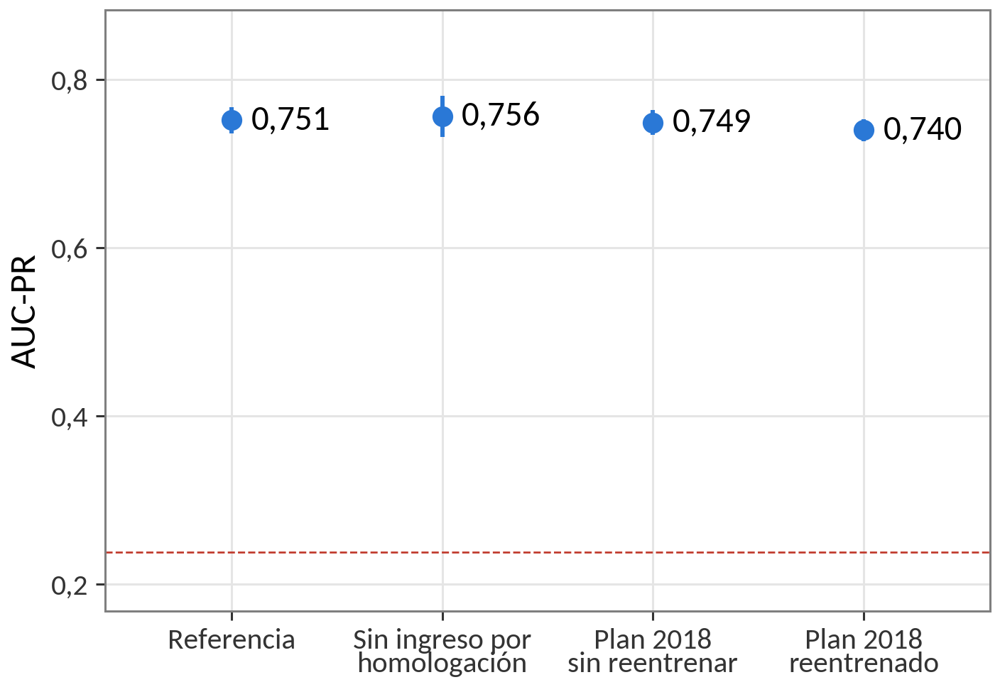 AUC-PR
0,8
0,6
0,4
0,2
0,751
0,756
0,749
0,740
Referencia
Sin ingreso por
homologación
Plan 2018
sin reentrenar
Plan 2018
reentrenado